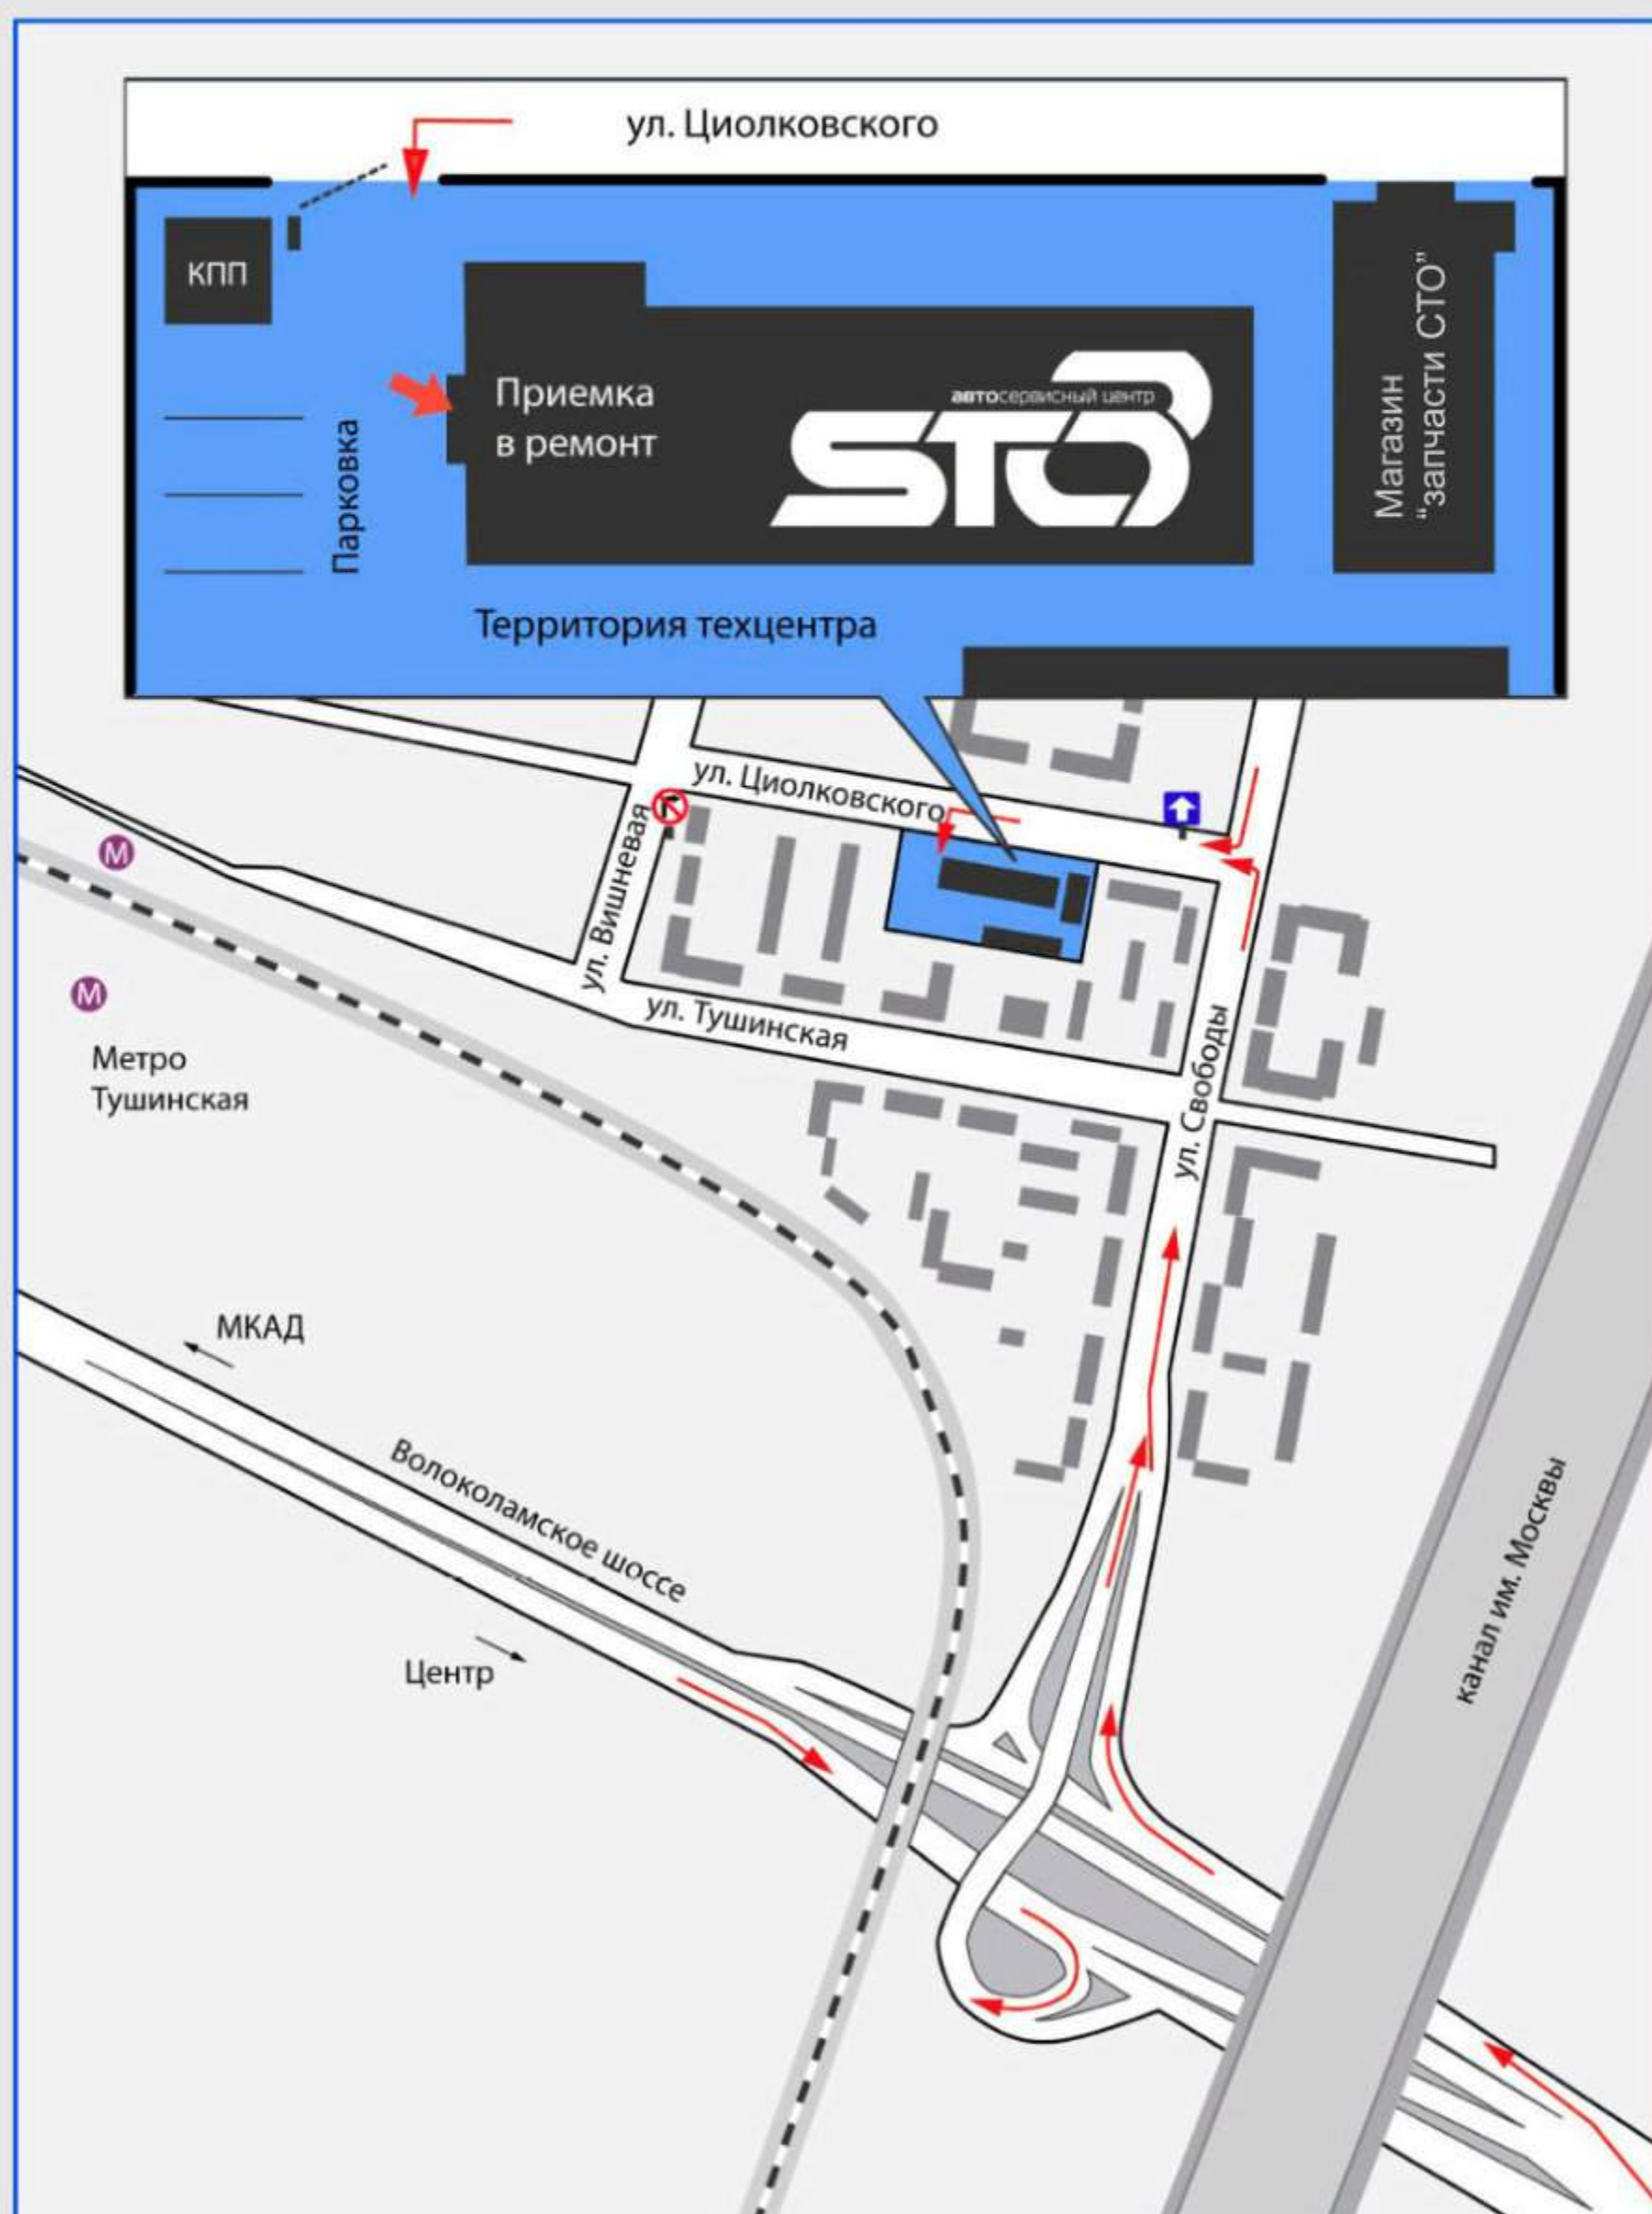 ул. Циолковского
КПП
Приемка
в ремонт
автосервисный центр
STO
Магазин
“запчасти СТО”
Парковка
Территория техцентра
ул. Циолковского
ул. Вишневая
М
М
ул. Тушинская
Метро
Тушинская
ул. Свободы
МКАД
Волоколамское шоссе
Центр
канал им. Москвы